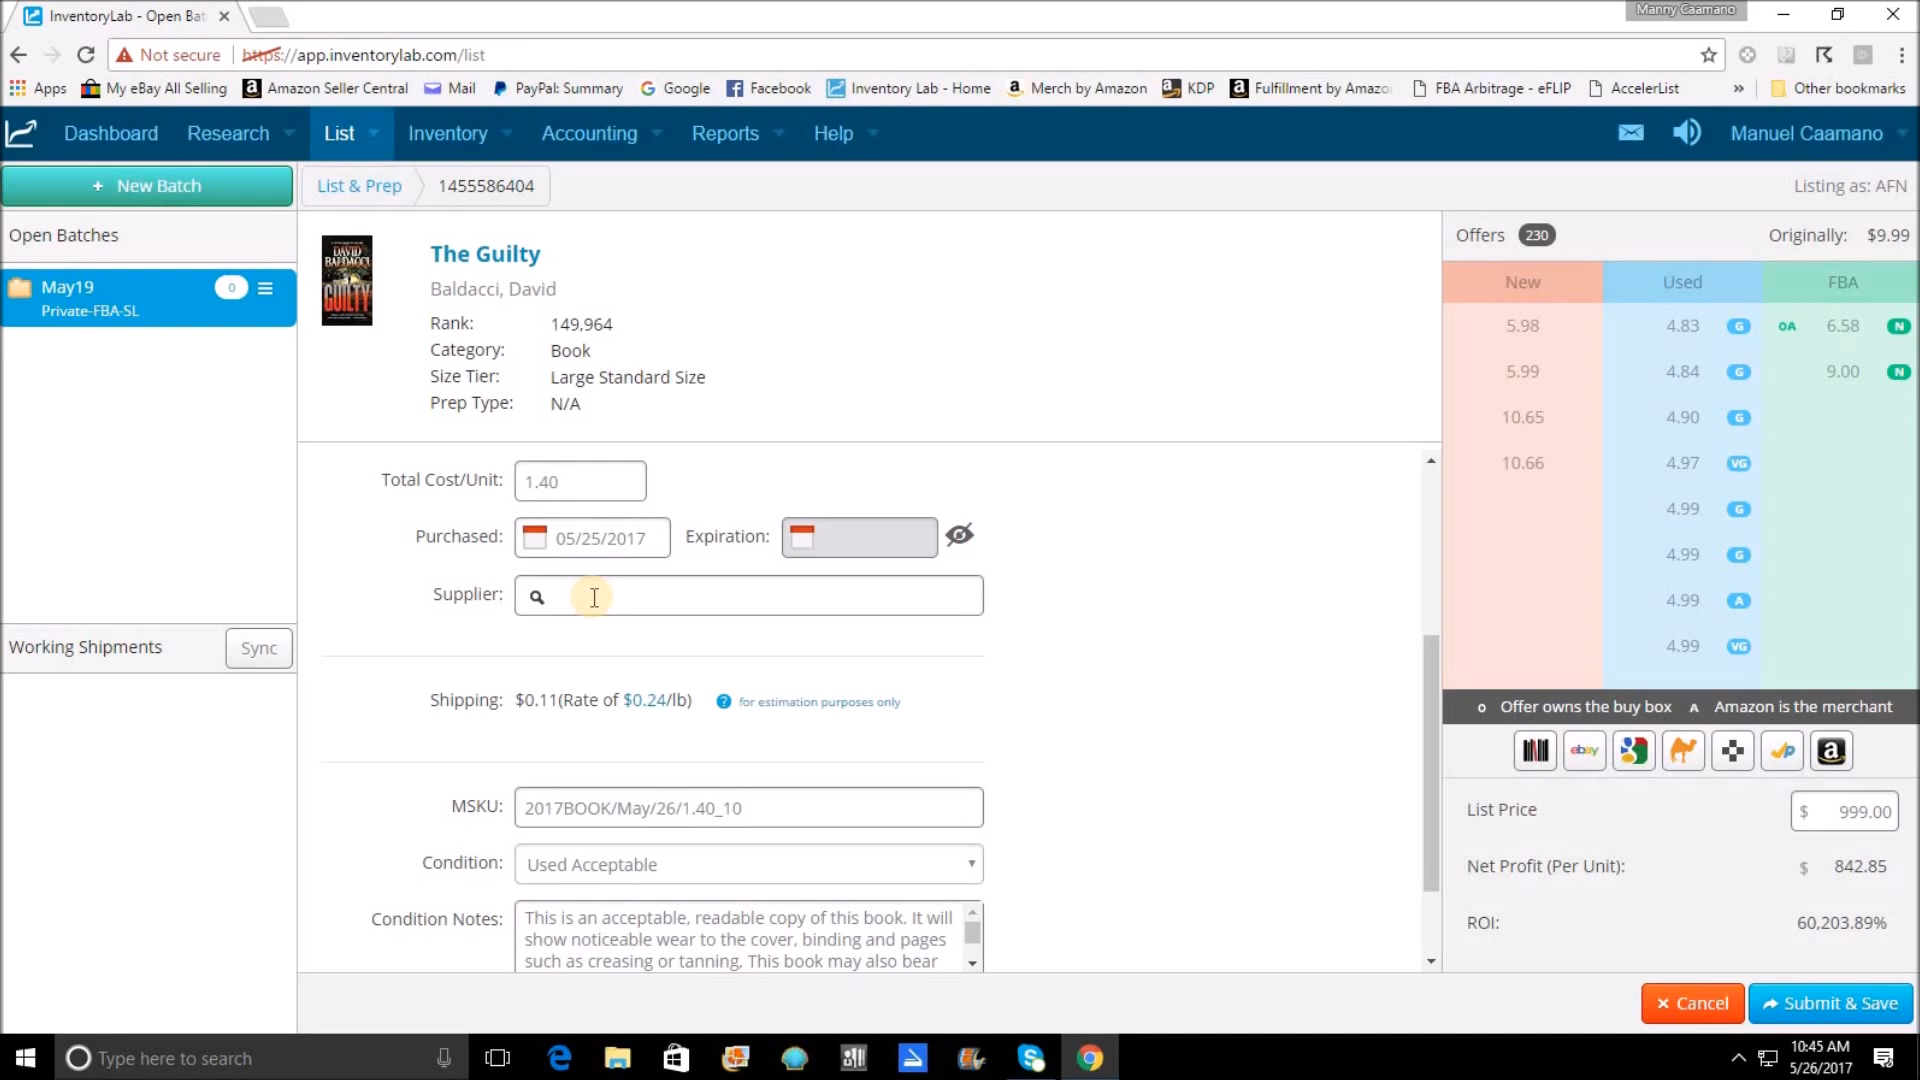 InventoryLab - Open Bat
Manny Caamano
Not secure
https://app.inventorylab.com/list
Apps
My eBay All Selling
Amazon Seller Central
Mail
PayPal: Summary
Google
Facebook
Inventory Lab - Home
Merch by Amazon
KDP
Fulfillment by Amazo
FBA Arbitrage - eFLIP
AccelerList
»
Other bookmarks
Dashboard
Research
List
Inventory
Accounting
Reports
Help
Manuel Caamano
+ New Batch
List & Prep
1455586404
Listing as: AFN
Open Batches
May19
0
Private-FBA-SL
Working Shipments
Sync
DAVID
BALDACCI
GUILTY
The Guilty
Baldacci, David
Rank: 149,964
Category: Book
Size Tier: Large Standard Size
Prep Type: N/A
Total Cost/Unit: 1.40
Purchased: 05/25/2017 Expiration:
Supplier:
Shipping: $0.11(Rate of $0.24/lb) ? for estimation purposes only
MSKU: 2017BOOK/May/26/1.40_10
Condition: Used Acceptable
Condition Notes: This is an acceptable, readable copy of this book. It will
show noticeable wear to the cover, binding and pages
such as creasing or tanning, This book may also bear
Offers 230 Originally: $9.99
New Used FBA
5.98 4.83 G OA 6.58 N
5.99 4.84 G 9.00 N
10.65 4.90 G
10.66 4.97 VG
4.99 G
4.99 G
4.99 A
4.99 VG
O Offer owns the buy box A Amazon is the merchant
ebay
a
List Price $ 999.00
Net Profit (Per Unit): $ 842.85
ROI: 60,203.89%
Cancel
Submit & Save
Type here to search
10:45 AM
5/26/2017